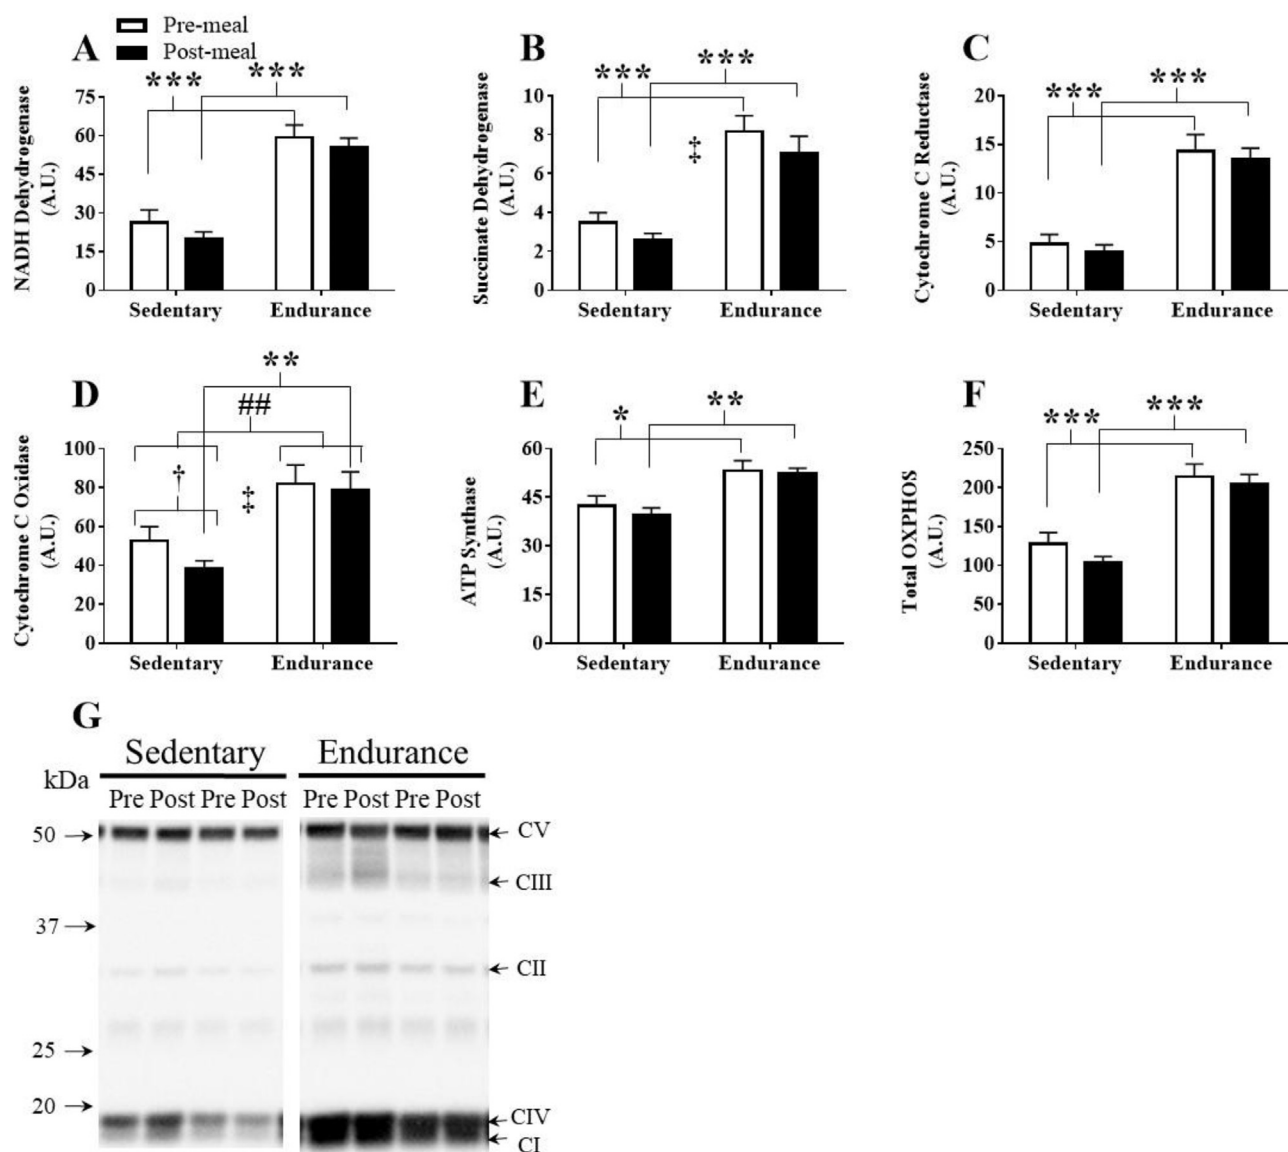 Pre-meal
Post-meal
A
***
***
NADH Dehydrogenase
(A.U.)
75
60
45
30
15
0
Sedentary
Endurance
B
***
***
‡
Succinate Dehydrogenase
(A.U.)
10
8
6
4
2
0
Sedentary
Endurance
C
***
***
Cytochrome C Reductase
(A.U.)
20
15
10
5
0
Sedentary
Endurance
D
**
##
†
‡
Cytochrome C Oxidase
(A.U.)
100
80
60
40
20
0
Sedentary
Endurance
E
*
**
ATP Synthase
(A.U.)
60
45
30
15
0
Sedentary
Endurance
F
***
***
Total OXPHOS
(A.U.)
250
200
150
100
50
0
Sedentary
Endurance
G
Sedentary Endurance
kDa
Pre Post Pre Post Pre Post Pre Post
50
CV
CIII
37
CII
25
20
CIV
CI